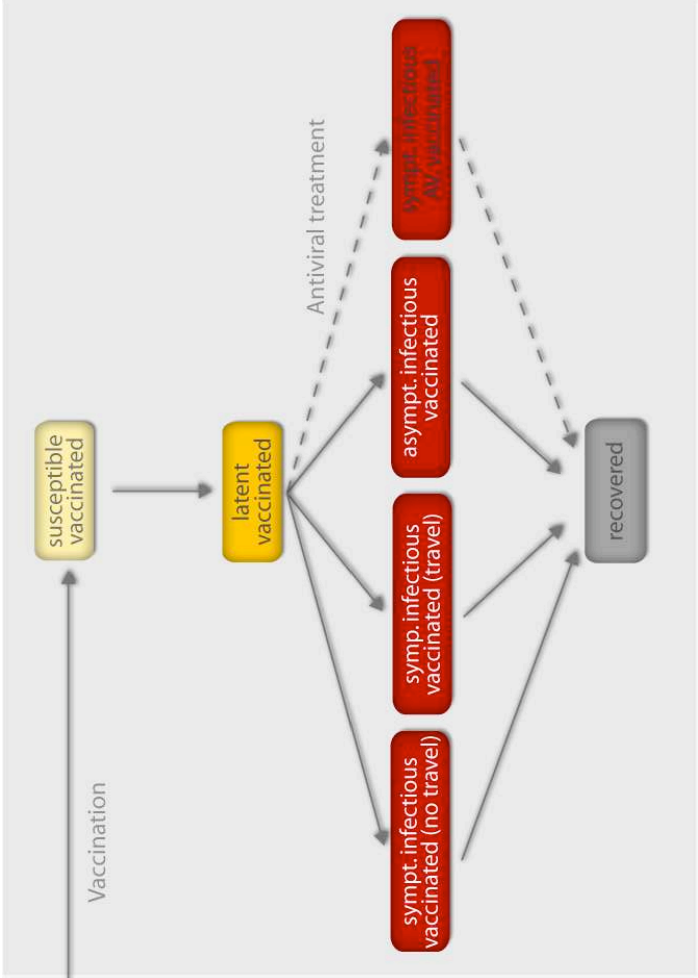 Vaccination
susceptible
vaccinated
latent
vaccinated
Antiviral treatment
sympt. infectious
vaccinated (no travel)
symp. infectious
vaccinated (travel)
asympt. infectious
vaccinated
sympt. infectious
AV, vaccinated
recovered